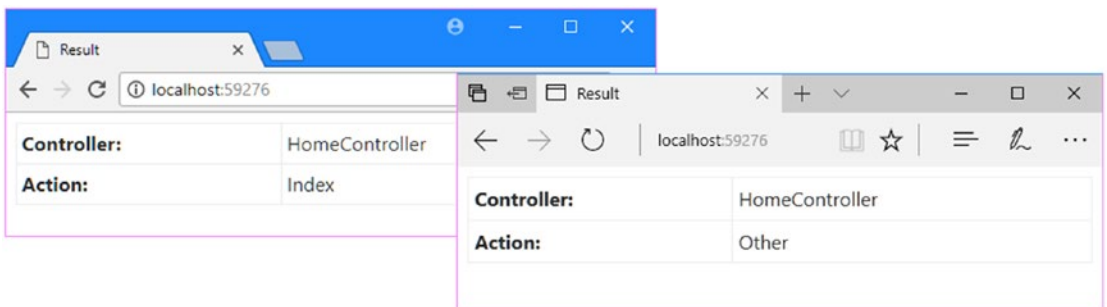 Result
localhost:59276
Controller: HomeController
Action: Index
Result
localhost:59276
Controller: HomeController
Action: Other